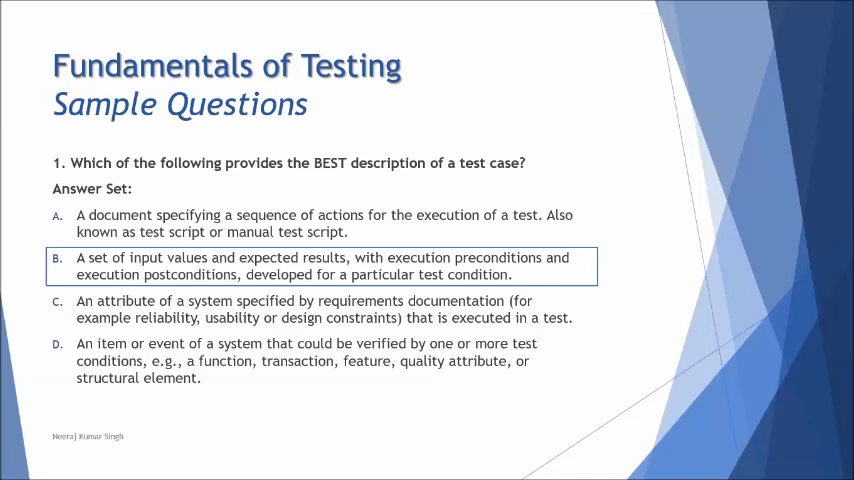 Fundamentals of Testing
Sample Questions
1. Which of the following provides the BEST description of a test case?
Answer Set:
A. A document specifying a sequence of actions for the execution of a test. Also
known as test script or manual test script.
B. A set of input values and expected results, with execution preconditions and
execution postconditions, developed for a particular test condition.
C. An attribute of a system specified by requirements documentation (for
example reliability, usability or design constraints) that is executed in a test.
D. An item or event of a system that could be verified by one or more test
conditions, e.g., a function, transaction, feature, quality attribute, or
structural element.
Neeraj Kumar Singh